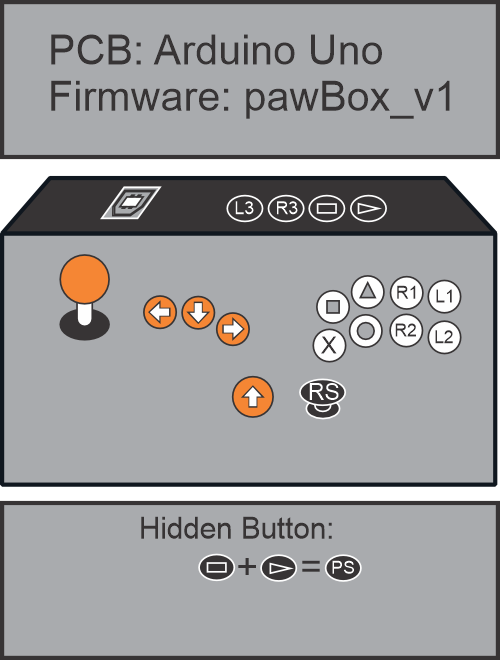 PCB: Arduino Uno
Firmware: pawBox_v1
L3 R3
R1 L1
X R2 L2
RS
Hidden Button:
+ = PS